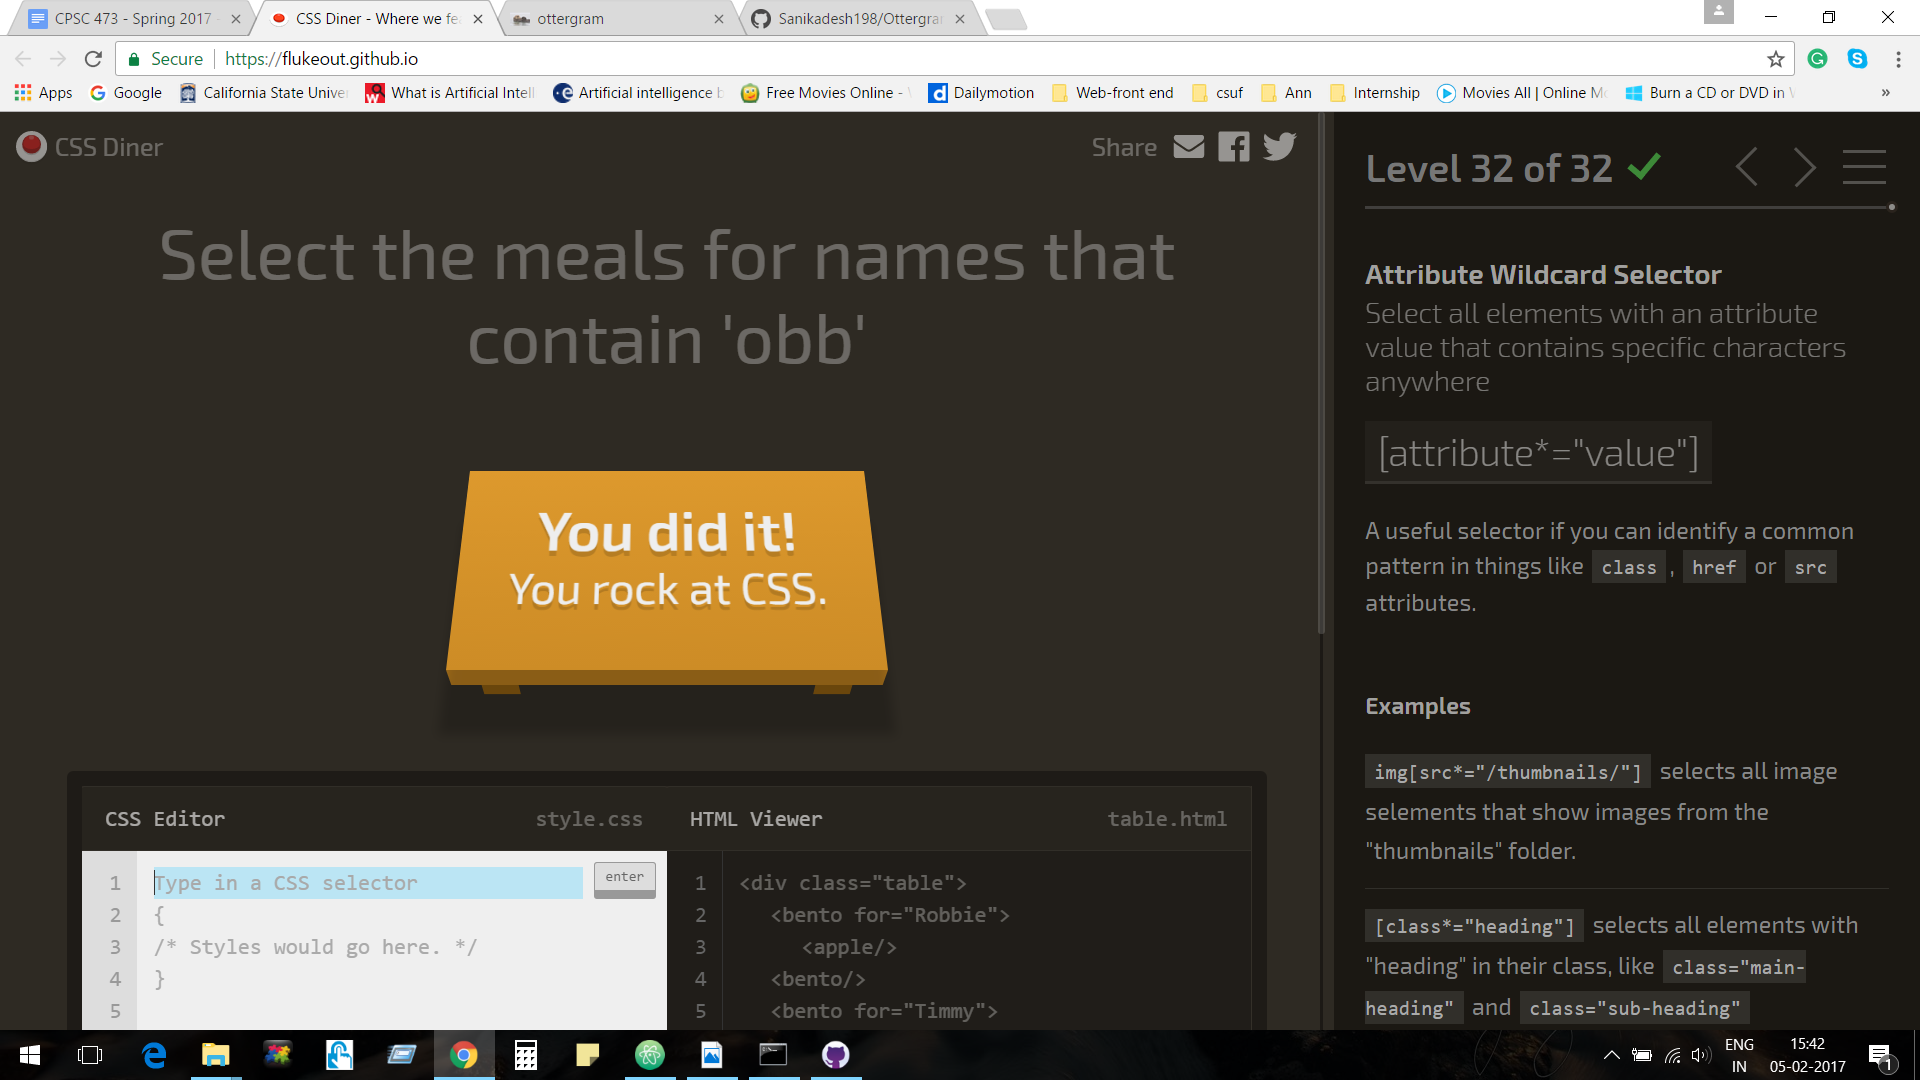 CPSC 473 - Spring 2017
CSS Diner - Where we fe
ottergram
Sanikadesh198/Ottergra
Secure
https://flukeout.github.io
Apps
Google
California State Univer
What is Artificial Intell
Artificial intelligence b
Free Movies Online -
Dailymotion
Web-front end
csuf
Ann
Internship
Movies All | Online M
Burn a CD or DVD in
»
CSS Diner
Share
Select the meals for names that
contain 'obb'
You did it!
You rock at CSS.
CSS Editor
style.css
HTML Viewer
table.html
1 Type in a CSS selector
enter
2 {
3 /* Styles would go here. */
4 }
5
1 <div class="table">
2 <bento for="Robbie">
3 <apple/>
4 <bento/>
5 <bento for="Timmy">
Level 32 of 32
Attribute Wildcard Selector
Select all elements with an attribute
value that contains specific characters
anywhere
[attribute*="value"]
A useful selector if you can identify a common
pattern in things like class , href or src
attributes.
Examples
img[src*="/thumbnails/"] selects all image
selements that show images from the
"thumbnails" folder.
[class*="heading"] selects all elements with
"heading" in their class, like class="main-
heading" and class="sub-heading"
ENG
IN
15:42
05-02-2017
1